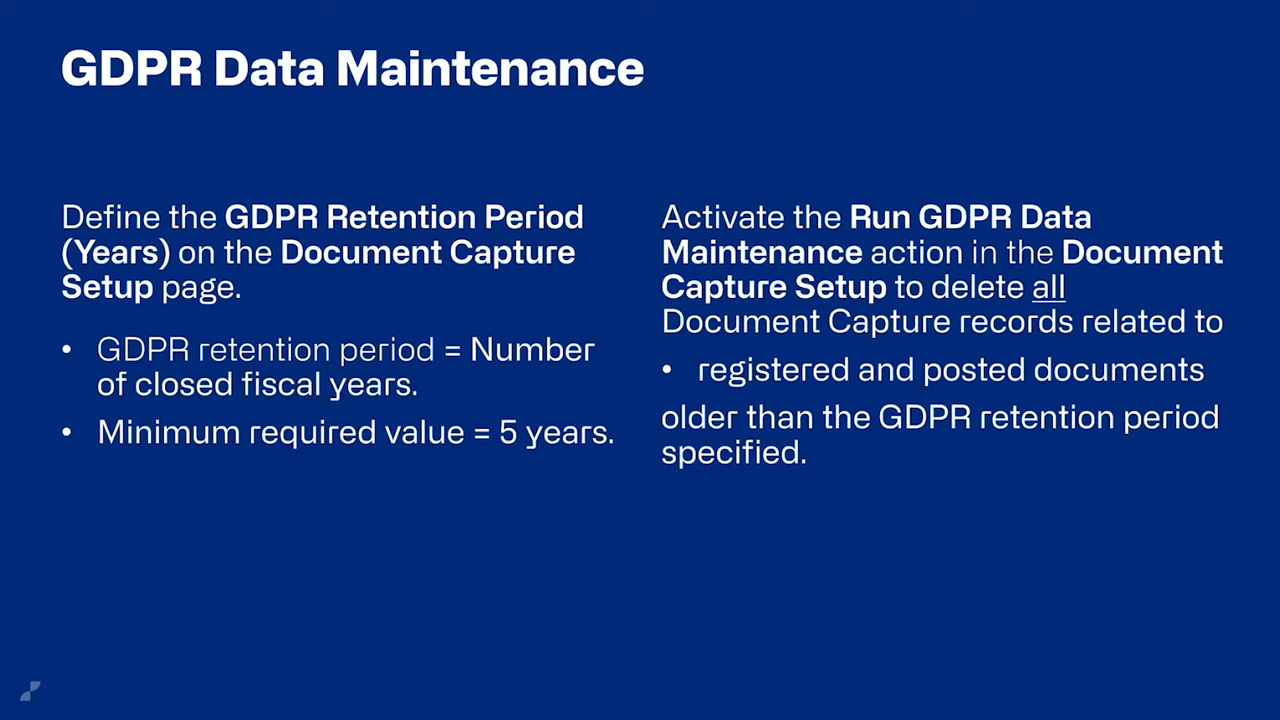 GDPR Data Maintenance
Define the GDPR Retention Period
(Years) on the Document Capture
Setup page.
• GDPR retention period = Number
of closed fiscal years.
• Minimum required value = 5 years.
Activate the Run GDPR Data
Maintenance action in the Document
Capture Setup to delete all
Document Capture records related to
• registered and posted documents
older than the GDPR retention period
specified.